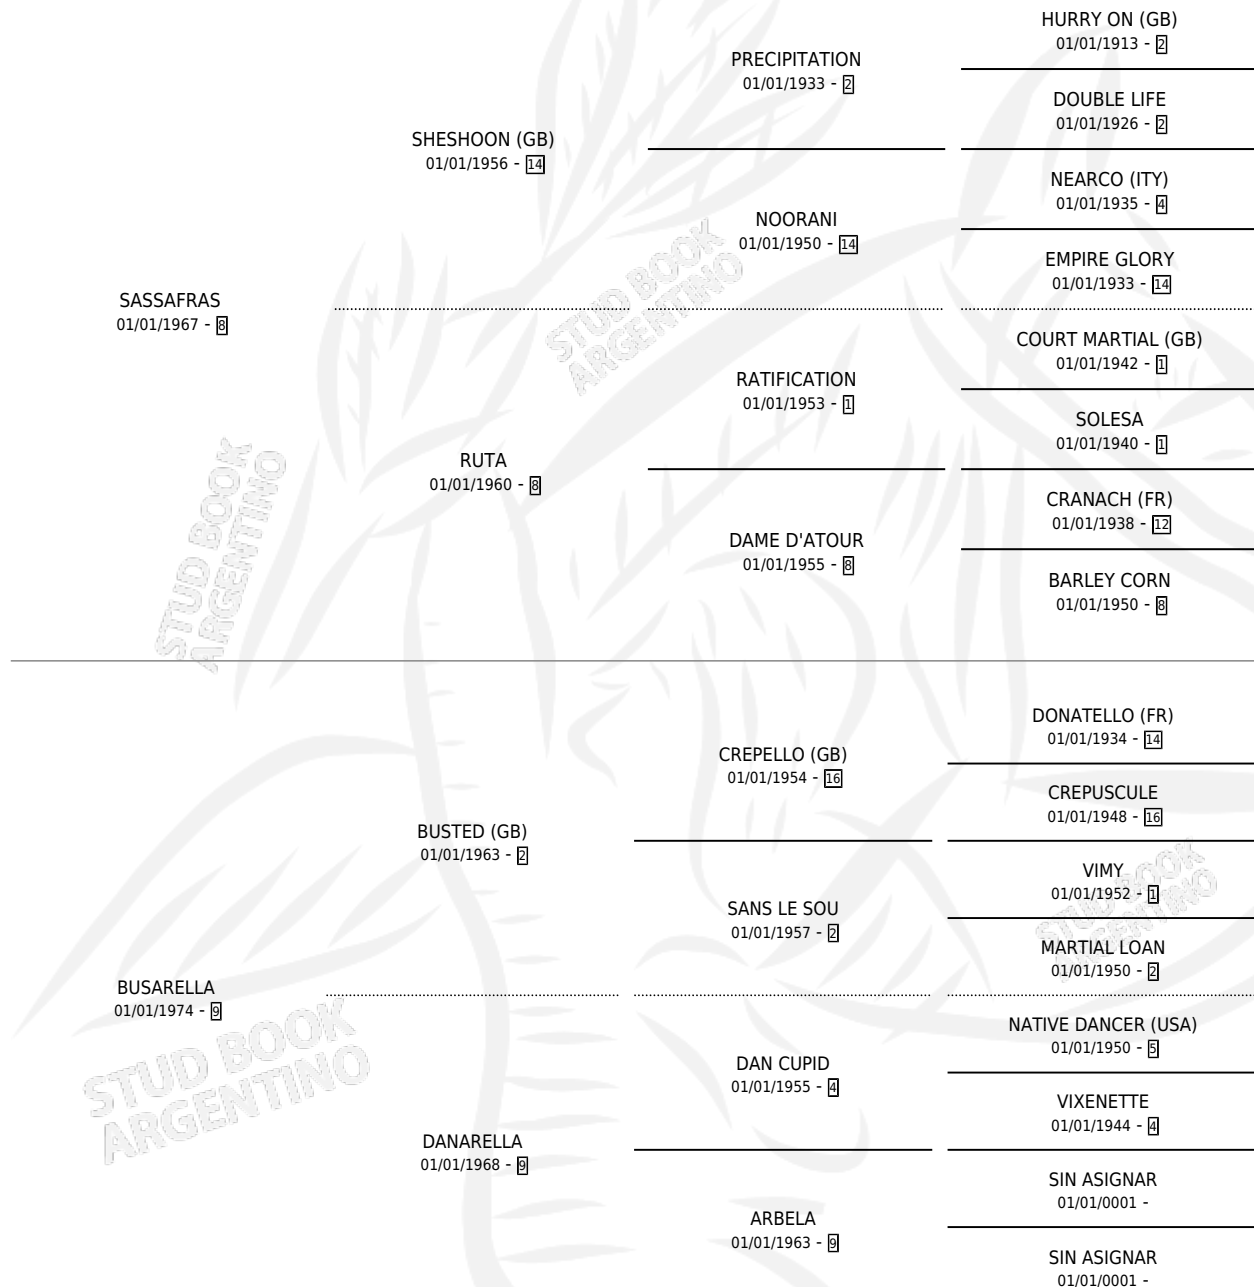 HURRY ON (GB)
01/01/1913 - 2
PRECIPITATION
01/01/1933 - 2
DOUBLE LIFE
01/01/1926 - 2
SHESHOON (GB)
01/01/1956 - 14
NEARCO (ITY)
01/01/1935 - 4
NOORANI
01/01/1950 - 14
EMPIRE GLORY
01/01/1933 - 14
SASSAFRAS
01/01/1967 - 8
COURT MARTIAL (GB)
01/01/1942 - 1
RATIFICATION
01/01/1953 - 1
SOLESA
01/01/1940 - 1
RUTA
01/01/1960 - 8
CRANACH (FR)
01/01/1938 - 12
DAME D'ATOUR
01/01/1955 - 8
BARLEY CORN
01/01/1950 - 8
DONATELLO (FR)
01/01/1934 - 14
CREPELLO (GB)
01/01/1954 - 16
CREPUSCULE
01/01/1948 - 16
BUSTED (GB)
01/01/1963 - 2
VIMY
01/01/1952 - 1
SANS LE SOU
01/01/1957 - 2
MARTIAL LOAN
01/01/1950 - 2
BUSARELLA
01/01/1974 - 9
NATIVE DANCER (USA)
01/01/1950 - 5
DAN CUPID
01/01/1955 - 4
VIXENETTE
01/01/1944 - 4
DANARELLA
01/01/1968 - 9
SIN ASIGNAR
01/01/0001 -
ARBELA
01/01/1963 - 9
SIN ASIGNAR
01/01/0001 -
STUD BOOK
ARGENTINO
STUD BOOK
ARGENTINO
STUD BOOK
ARGENTINO
STUD BOOK
ARGENTINO